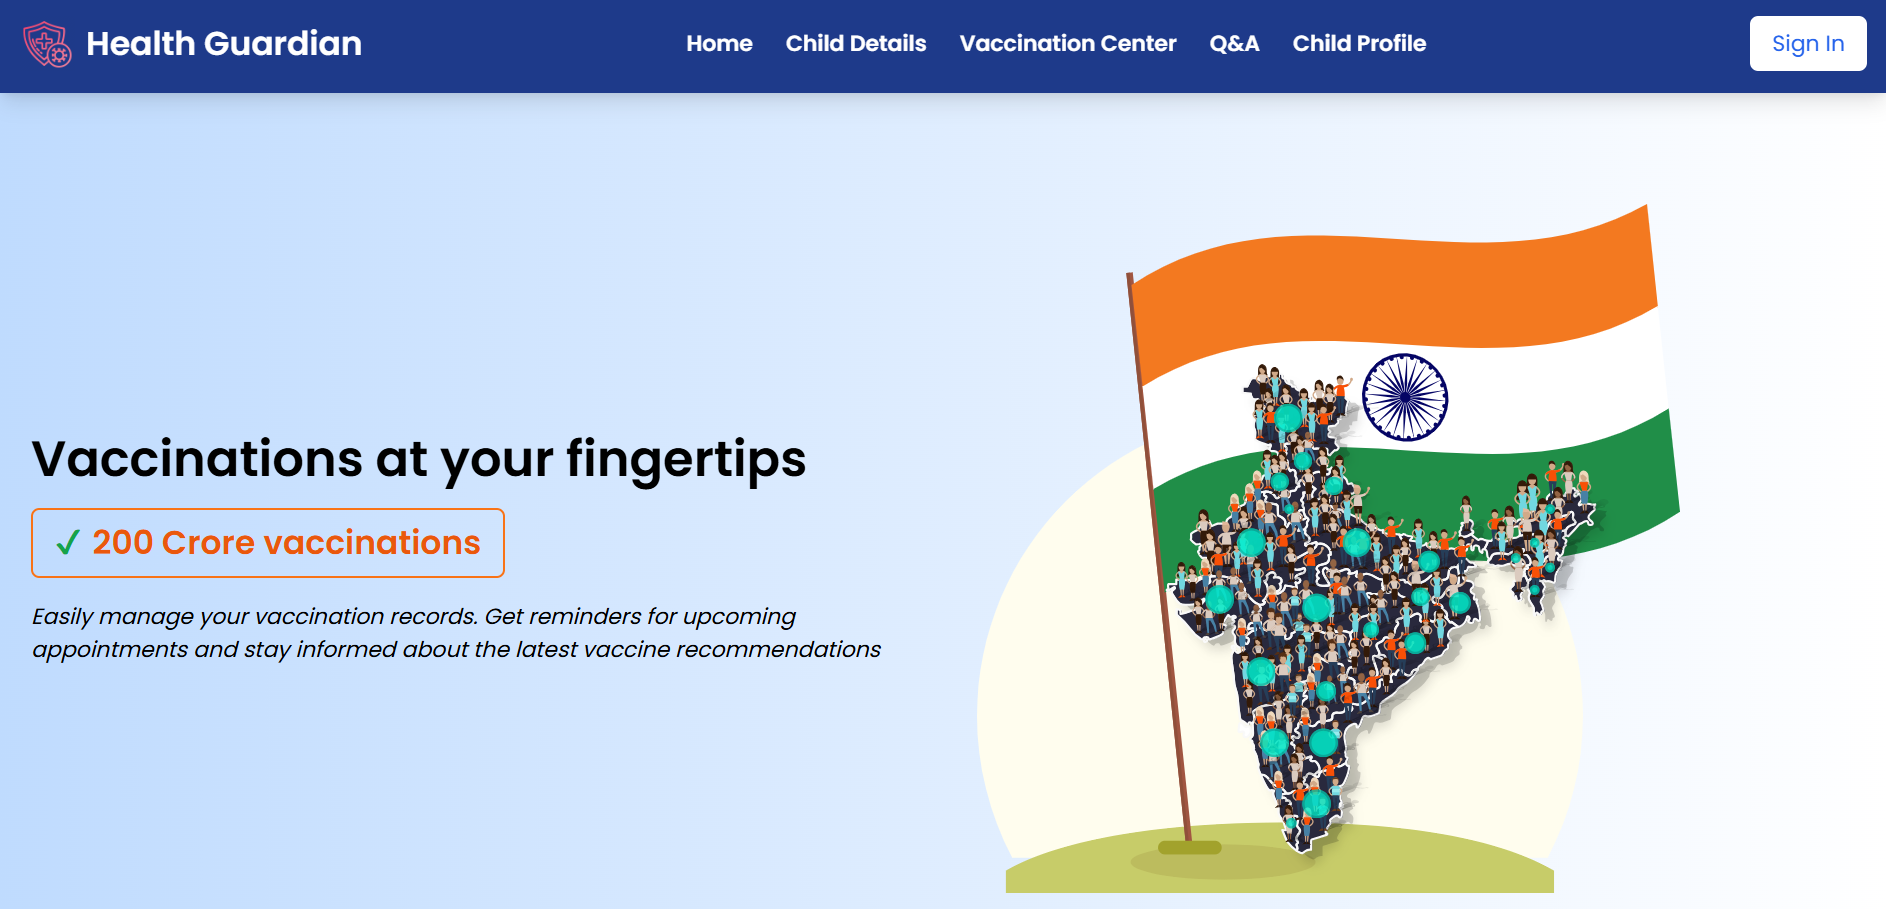 Health Guardian
Home
Child Details
Vaccination Center
Q&A
Child Profile
Sign In
Vaccinations at your fingertips
✓ 200 Crore vaccinations
Easily manage your vaccination records. Get reminders for upcoming
appointments and stay informed about the latest vaccine recommendations